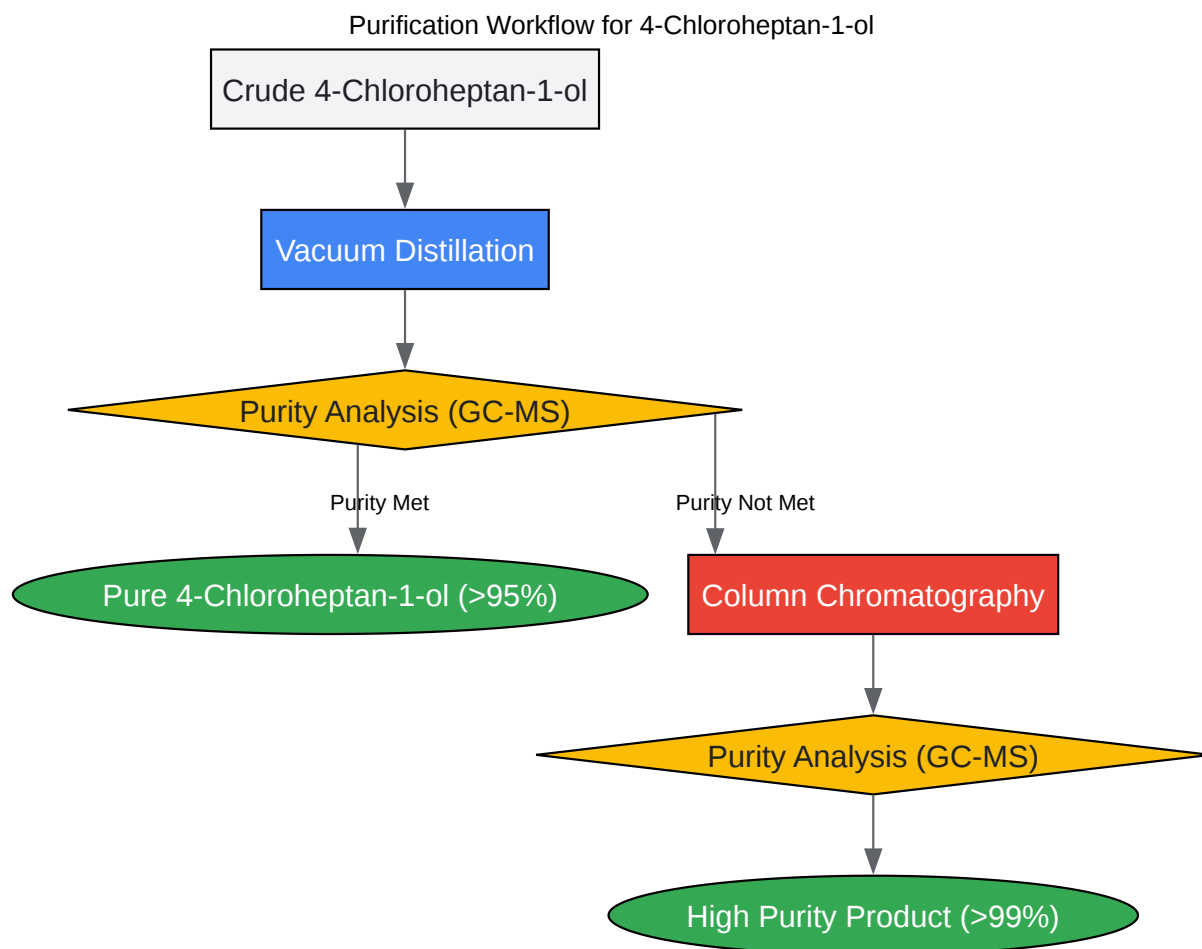 Purification Workflow for 4-Chloroheptan-1-ol
Crude 4-Chloroheptan-1-ol
Vacuum Distillation
Purity Analysis (GC-MS)
Purity Met
Purity Not Met
Pure 4-Chloroheptan-1-ol (>95%)
Column Chromatography
Purity Analysis (GC-MS)
High Purity Product (>99%)